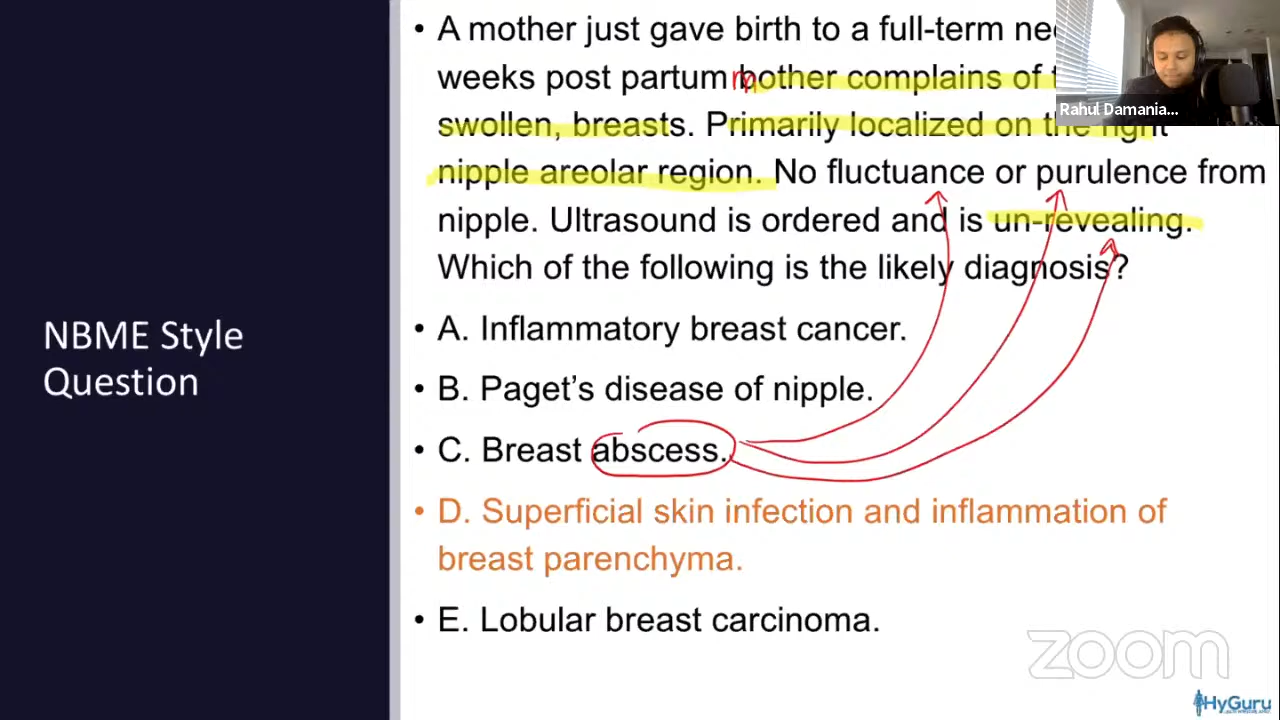 NBME Style
Question
• A mother just gave birth to a full-term
weeks post partum mother complains of
swollen, breasts. Primarily localized on the right
nipple areolar region. No fluctuance or purulence from
nipple. Ultrasound is ordered and is un-revealing.
Which of the following is the likely diagnosis?
• A. Inflammatory breast cancer.
• B. Paget’s disease of nipple.
• C. Breast abscess.
• D. Superficial skin infection and inflammation of
breast parenchyma.
• E. Lobular breast carcinoma.
Rahul Damania...
zoom
HyGuru